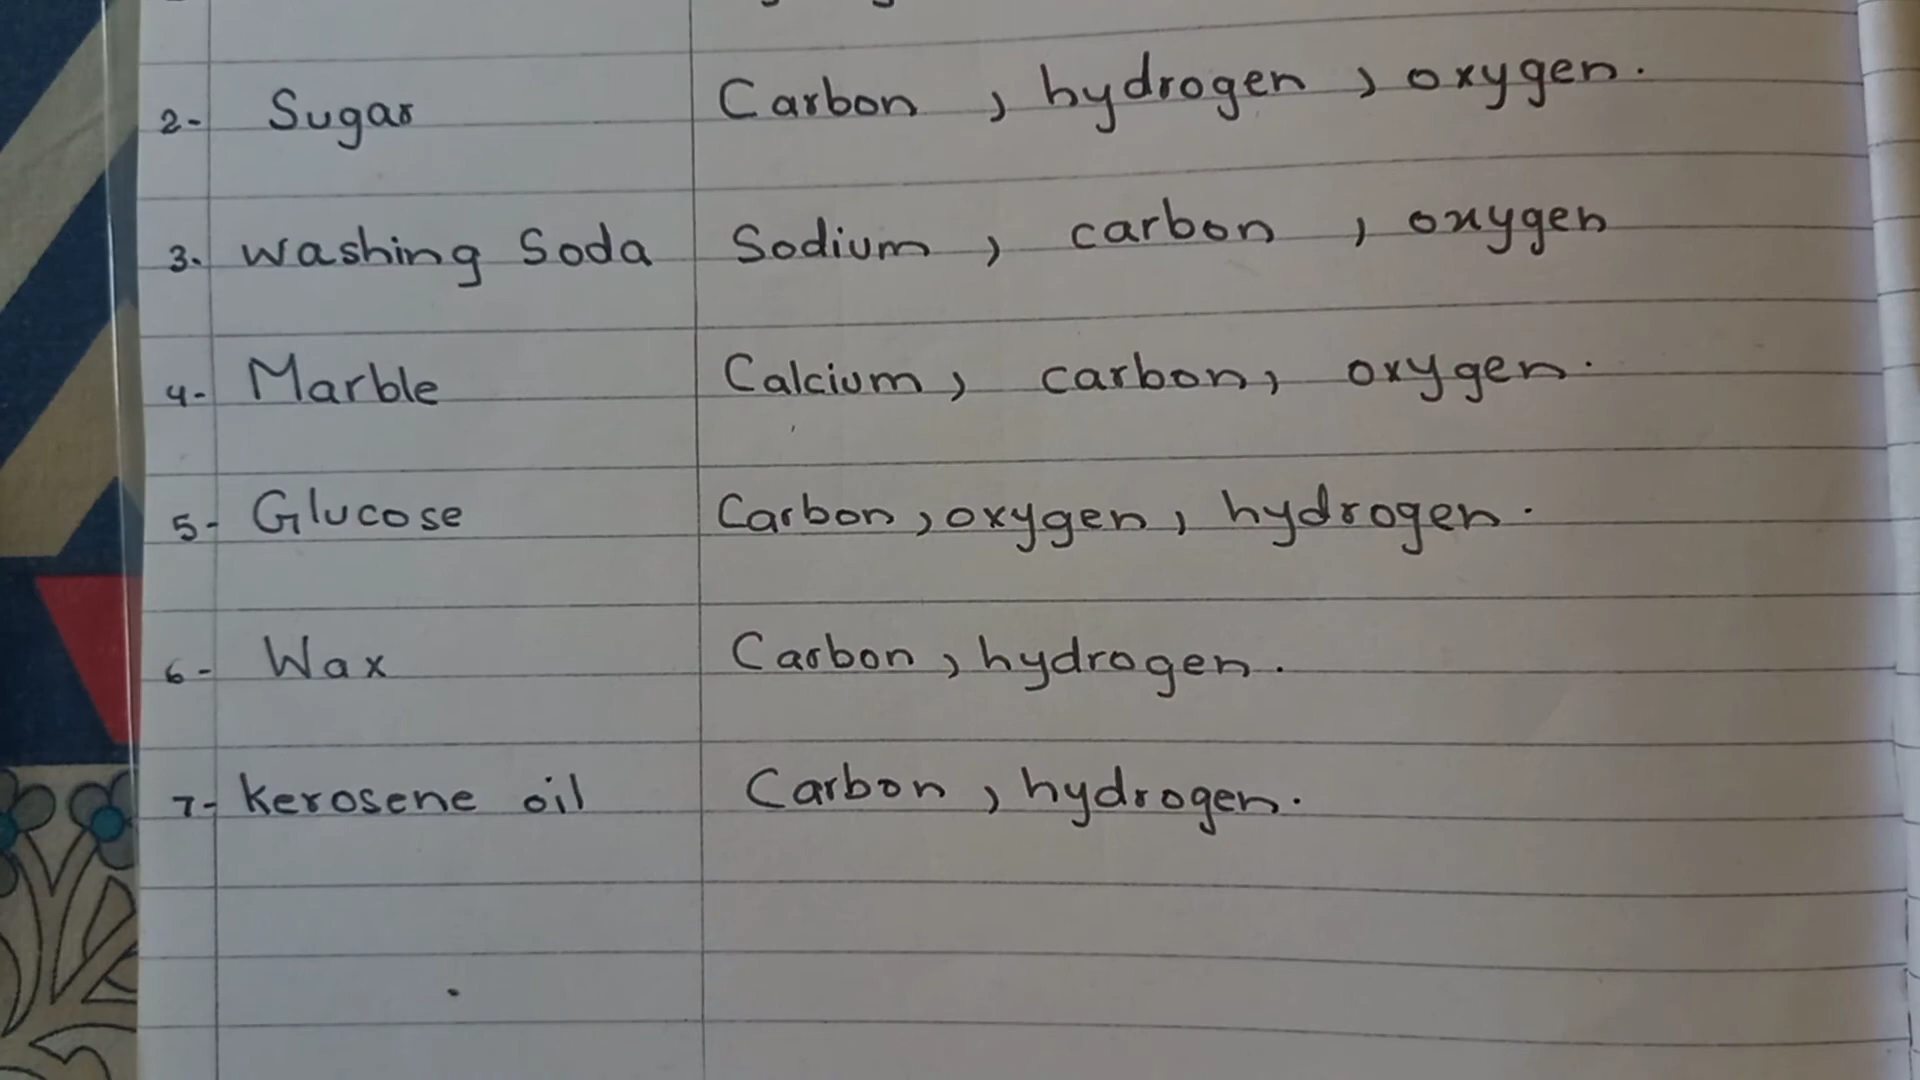 2- Sugar Carbon, hydrogen, oxygen.
3. Washing Soda Sodium, carbon, oxygen
4- Marble Calcium, carbon, oxygen.
5- Glucose Carbon, oxygen, hydrogen.
6- Wax Carbon, hydrogen.
7- Kerosene oil Carbon, hydrogen.